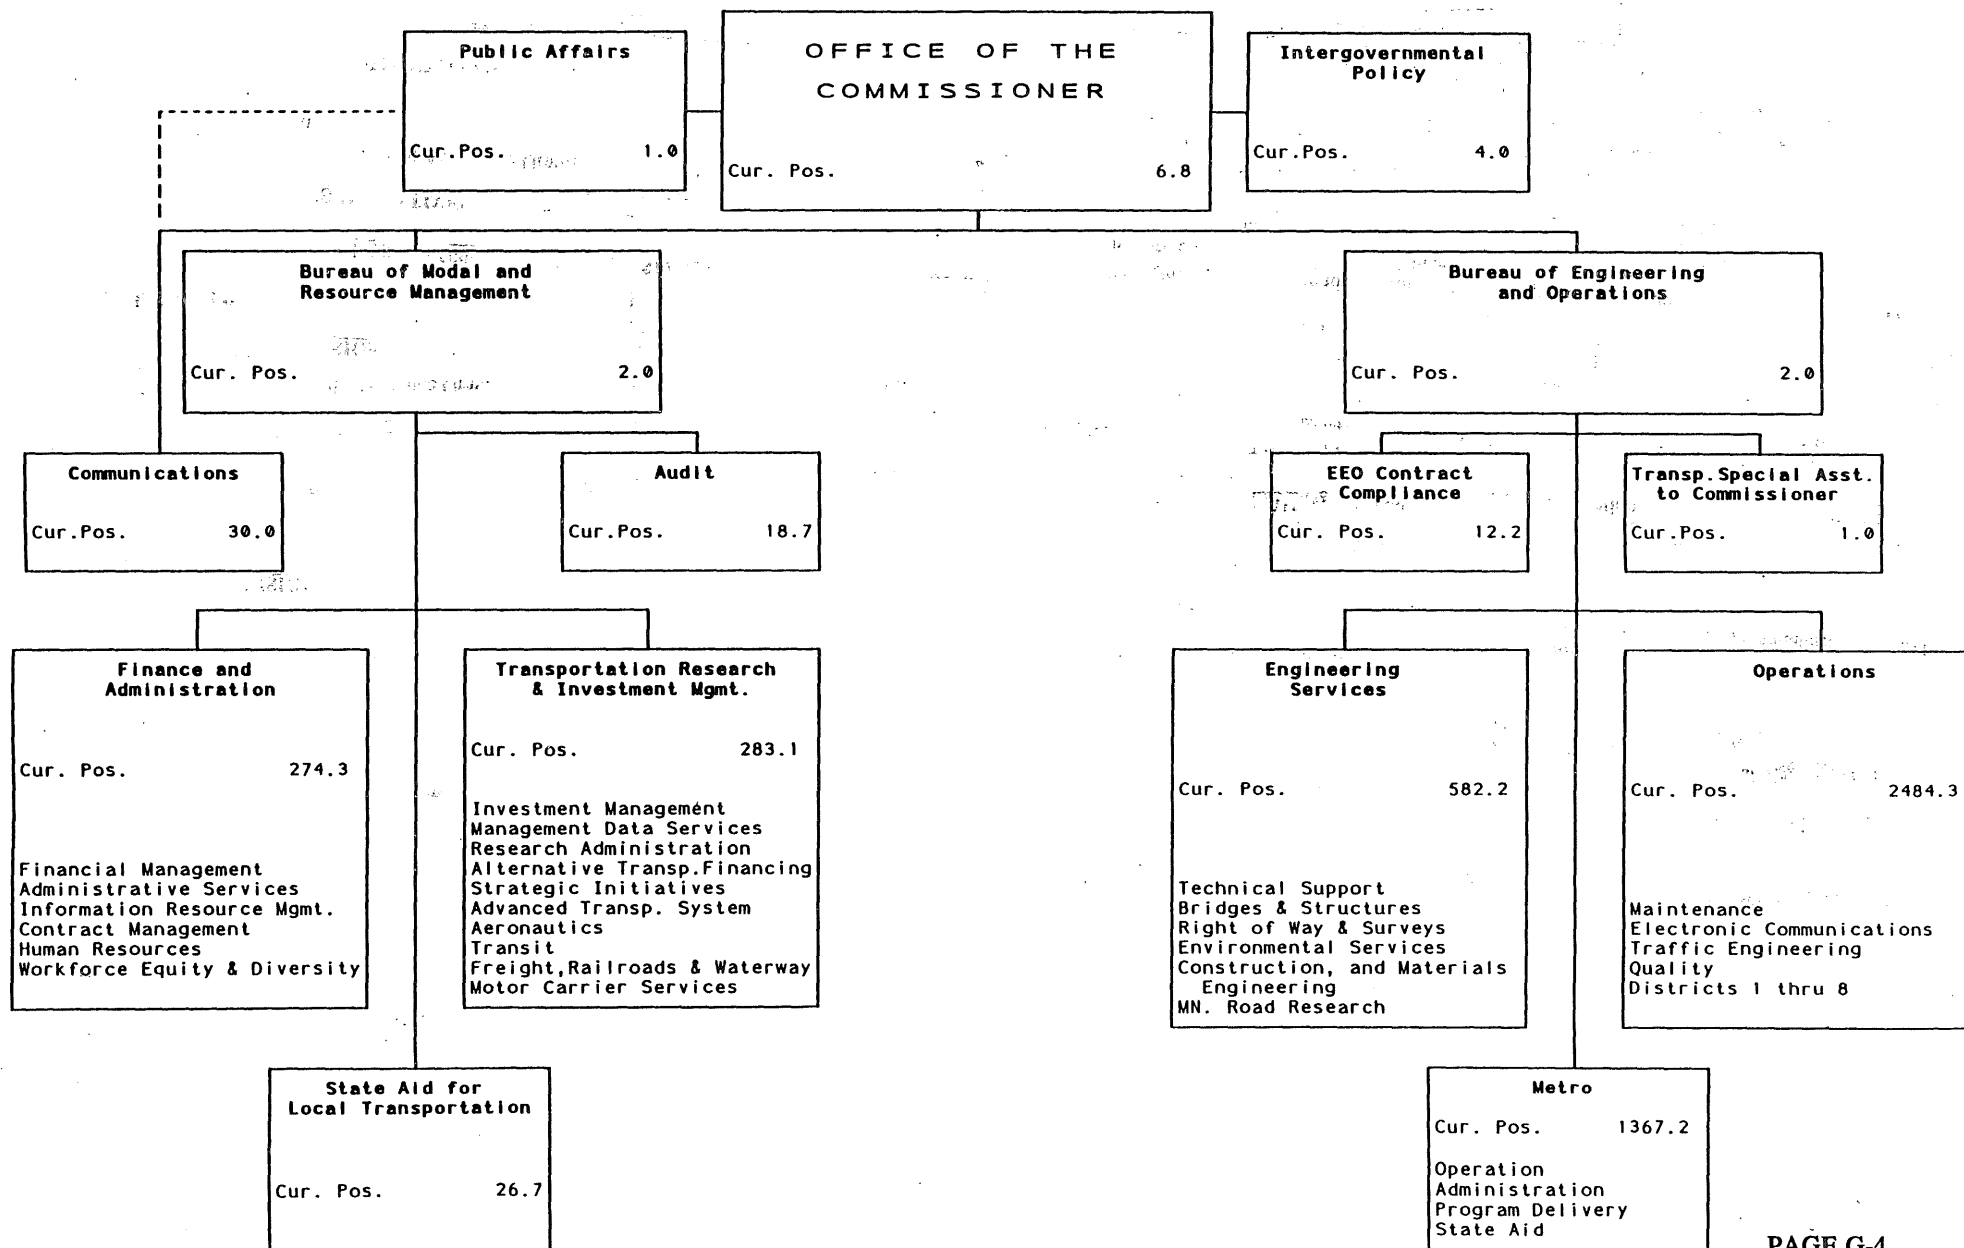 Public Affairs
Cur.Pos. 1.0
OFFICE OF THE
COMMISSIONER
Cur. Pos. 6.8
Intergovernmental
Policy
Cur.Pos. 4.0
Bureau of Modal and
Resource Management
Cur. Pos. 2.0
Bureau of Engineering
and Operations
Cur. Pos. 2.0
Communications
Cur.Pos. 30.0
Audit
Cur.Pos. 18.7
EEO Contract
Compliance
Cur. Pos. 12.2
Transp.Special Asst.
to Commissioner
Cur.Pos. 1.0
Finance and
Administration
Cur. Pos. 274.3
Financial Management
Administrative Services
Information Resource Mgmt.
Contract Management
Human Resources
Workforce Equity & Diversity
Transportation Research
& Investment Mgmt.
Cur. Pos. 283.1
Investment Management
Management Data Services
Research Administration
Alternative Transp.Financing
Strategic Initiatives
Advanced Transp. System
Aeronautics
Transit
Freight,Railroads & Waterway
Motor Carrier Services
Engineering
Services
Cur. Pos. 582.2
Technical Support
Bridges & Structures
Right of Way & Surveys
Environmental Services
Construction, and Materials
Engineering
MN. Road Research
Operations
Cur. Pos. 2484.3
Maintenance
Electronic Communications
Traffic Engineering
Quality
Districts 1 thru 8
State Aid for
Local Transportation
Cur. Pos. 26.7
Metro
Cur. Pos. 1367.2
Operation
Administration
Program Delivery
State Aid
PAGE G-4